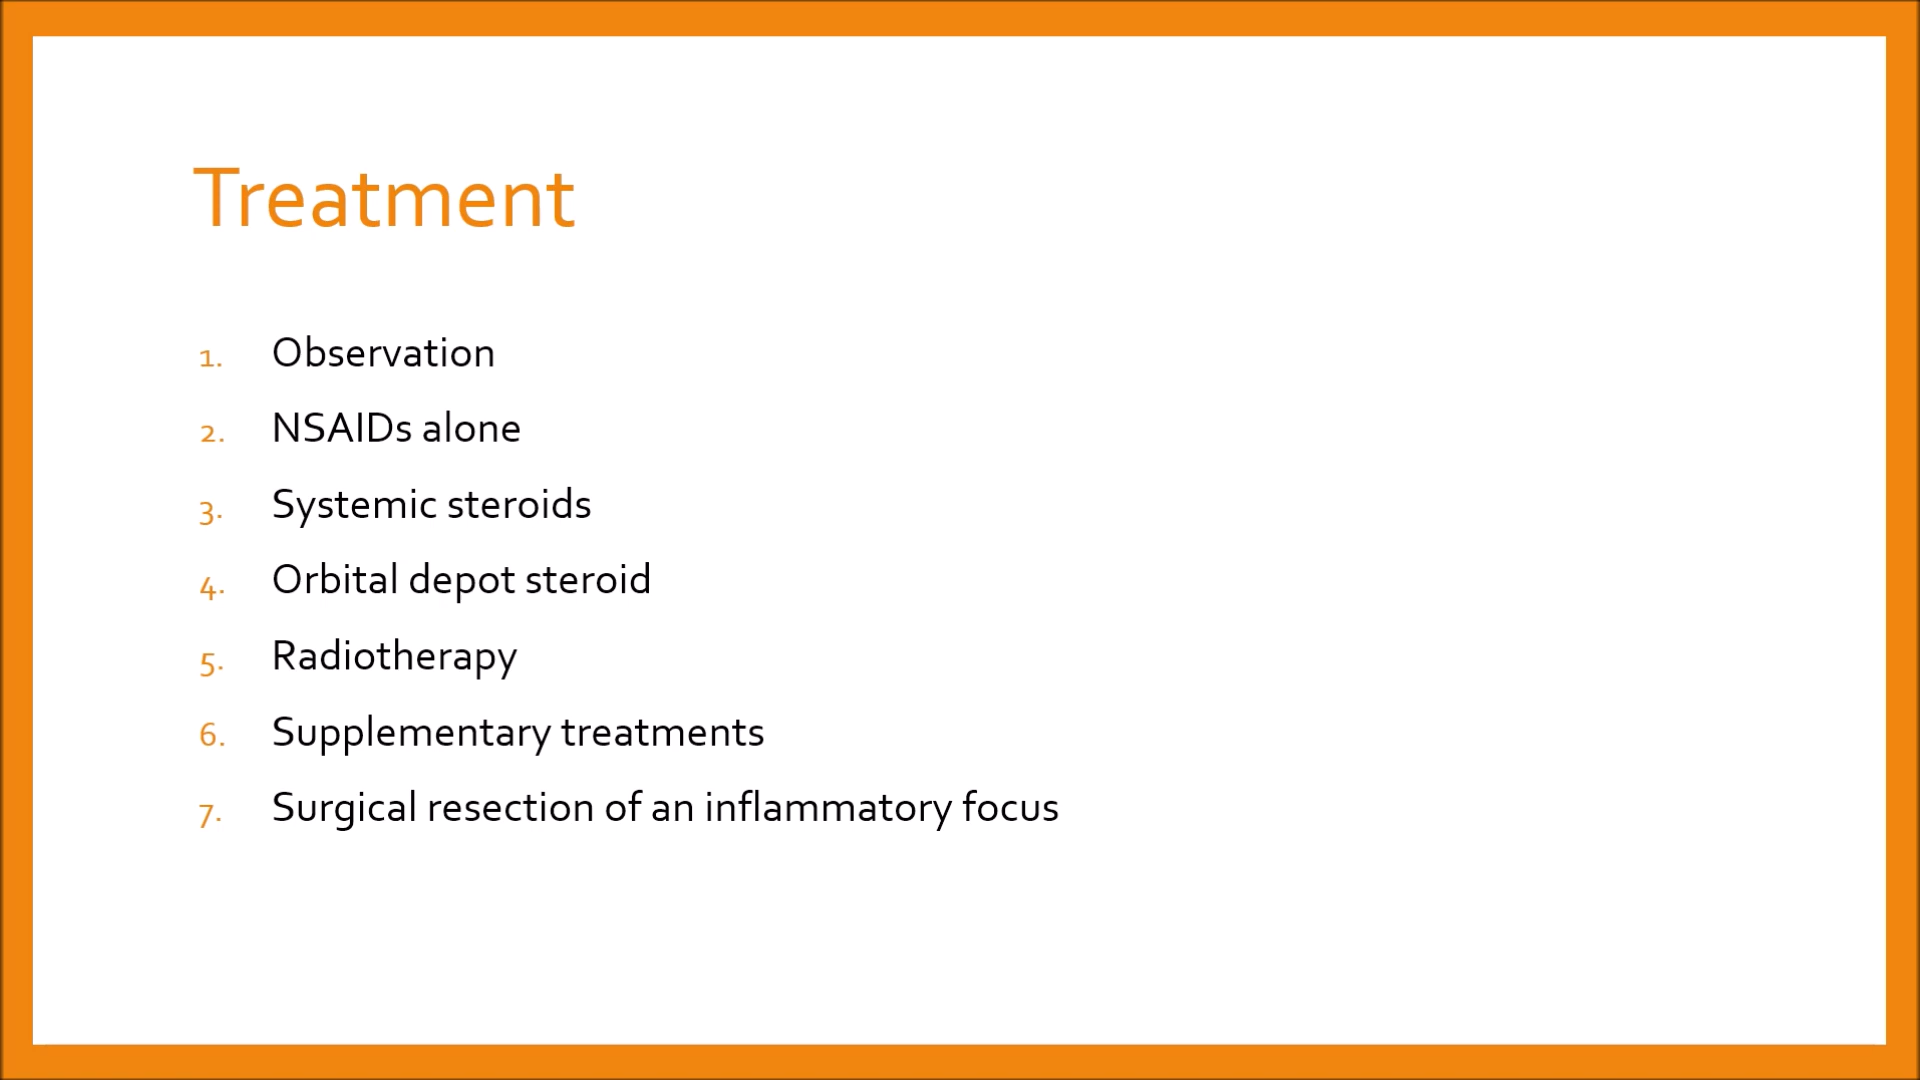 Treatment
1. Observation
2. NSAIDs alone
3. Systemic steroids
4. Orbital depot steroid
5. Radiotherapy
6. Supplementary treatments
7. Surgical resection of an inflammatory focus